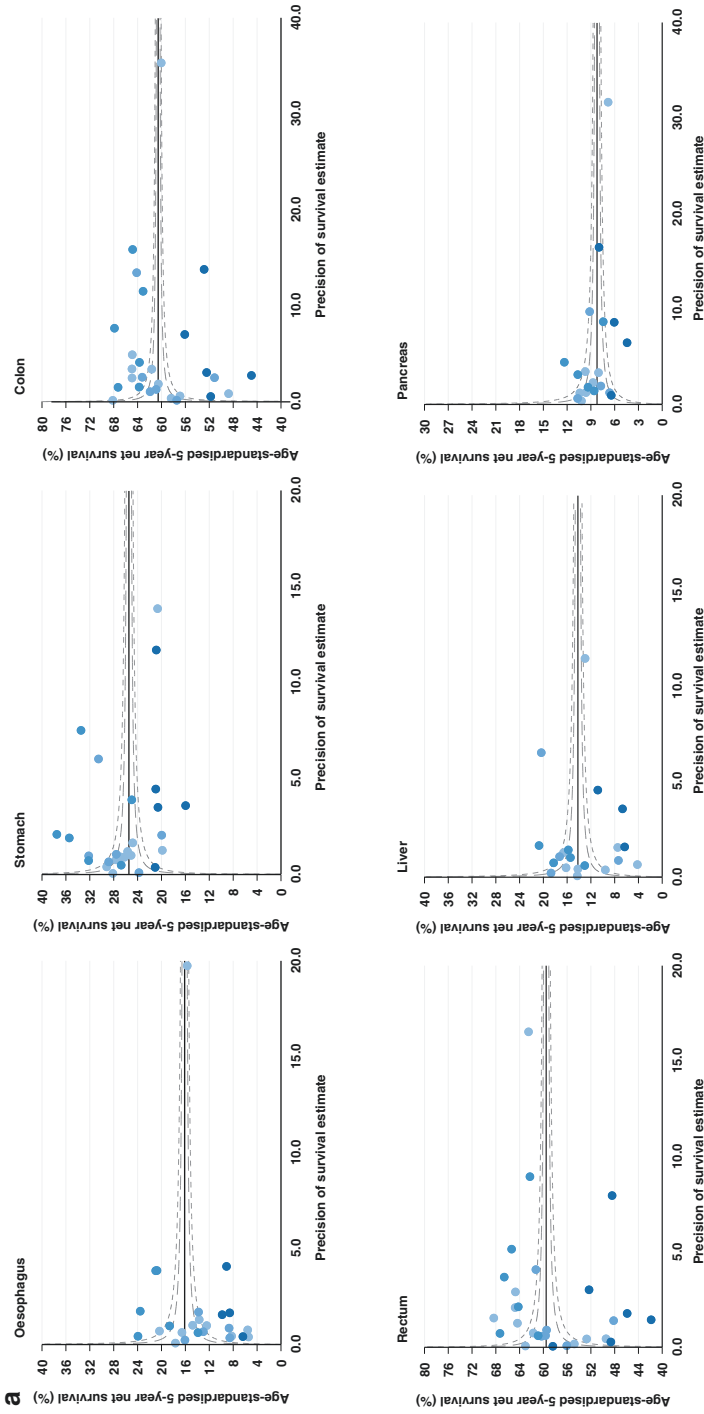 a
Oesophagus
Age-standardised 5-year net survival (%)
40
36
32
28
24
20
16
12
8
4
0
0.0 5.0 10.0 15.0 20.0
Precision of survival estimate
Stomach
Age-standardised 5-year net survival (%)
40
36
32
28
24
20
16
12
8
4
0
0.0 5.0 10.0 15.0 20.0
Precision of survival estimate
Colon
Age-standardised 5-year net survival (%)
80
76
72
68
64
60
56
52
48
44
40
0.0 10.0 20.0 30.0 40.0
Precision of survival estimate
Rectum
Age-standardised 5-year net survival (%)
80
76
72
68
64
60
56
52
48
44
40
0.0 5.0 10.0 15.0 20.0
Precision of survival estimate
Liver
Age-standardised 5-year net survival (%)
40
36
32
28
24
20
16
12
8
4
0
0.0 5.0 10.0 15.0 20.0
Precision of survival estimate
Pancreas
Age-standardised 5-year net survival (%)
30
27
24
21
18
15
12
9
6
3
0
0.0 10.0 20.0 30.0 40.0
Precision of survival estimate